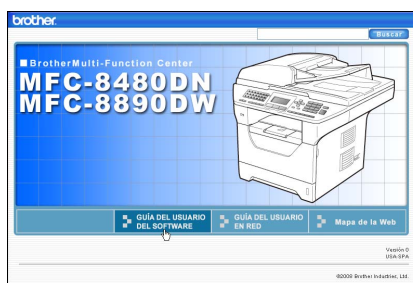 brother
Buscar
BrotherMulti-Function Center
MFC-8480DN
MFC-8890DW
GUÍA DEL USUARIO
DEL SOFTWARE
GUÍA DEL USUARIO
EN RED
Mapa de la Web
Versión 0
USA-SPA
©2008 Brother Industries, Ltd.